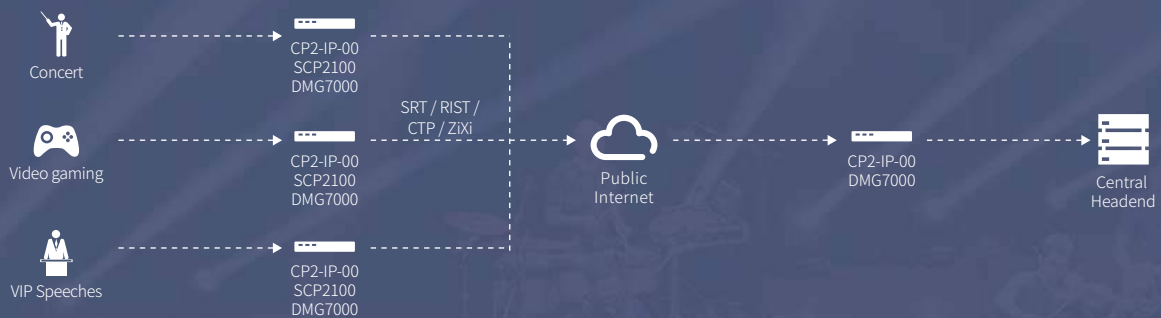 Concert
CP2-IP-00
SCP2100
DMG7000
SRT / RIST /
CTP / ZiXi
Video gaming
CP2-IP-00
SCP2100
DMG7000
Public
Internet
CP2-IP-00
DMG7000
Central
Headend
VIP Speeches
CP2-IP-00
SCP2100
DMG7000